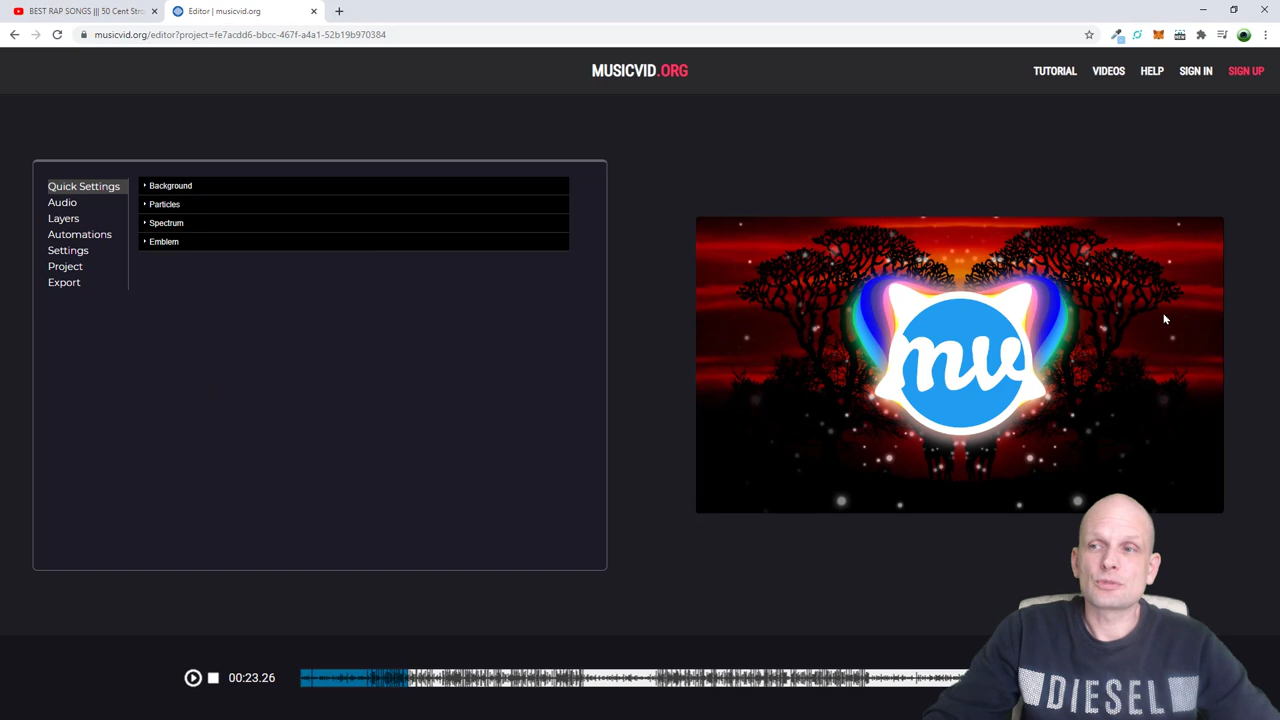 BEST RAP SONGS ||| 50 Cent Stro
Editor | musicvid.org
musicvid.org/editor?project=fe7acdd6-bbcc-467f-a4a1-52b19b970384
MUSICVID.ORG
TUTORIAL VIDEOS HELP SIGN IN SIGN UP
Quick Settings
Audio
Layers
Automations
Settings
Project
Export
Background
Particles
Spectrum
Emblem
mv
00:23.26
DIESEL